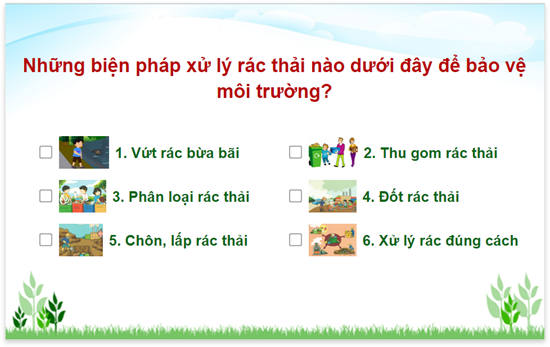 Những biện pháp xử lý rác thải nào dưới đây để bảo vệ
môi trường?
1. Vứt rác bừa bãi
2. Thu gom rác thải
3. Phân loại rác thải
4. Đốt rác thải
5. Chôn, lấp rác thải
6. Xử lý rác đúng cách